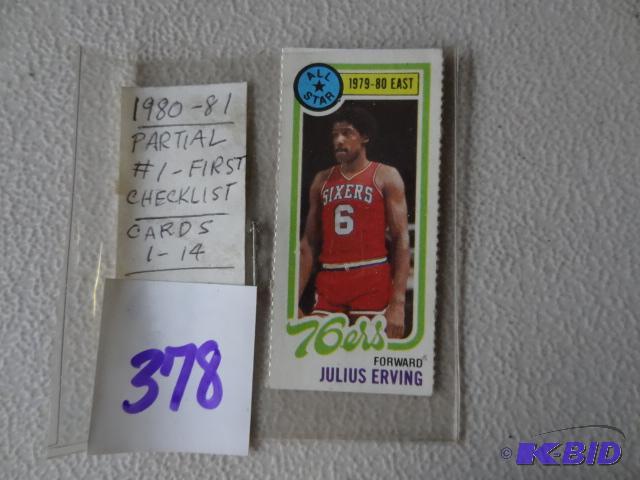 1980-81
PARTIAL
#1-FIRST
CHECKLIST
CARDS
1-14
378
ALL
STAR
1979-80 EAST
SIXERS
6
76ers
FORWARD
JULIUS ERVING
© K-BID